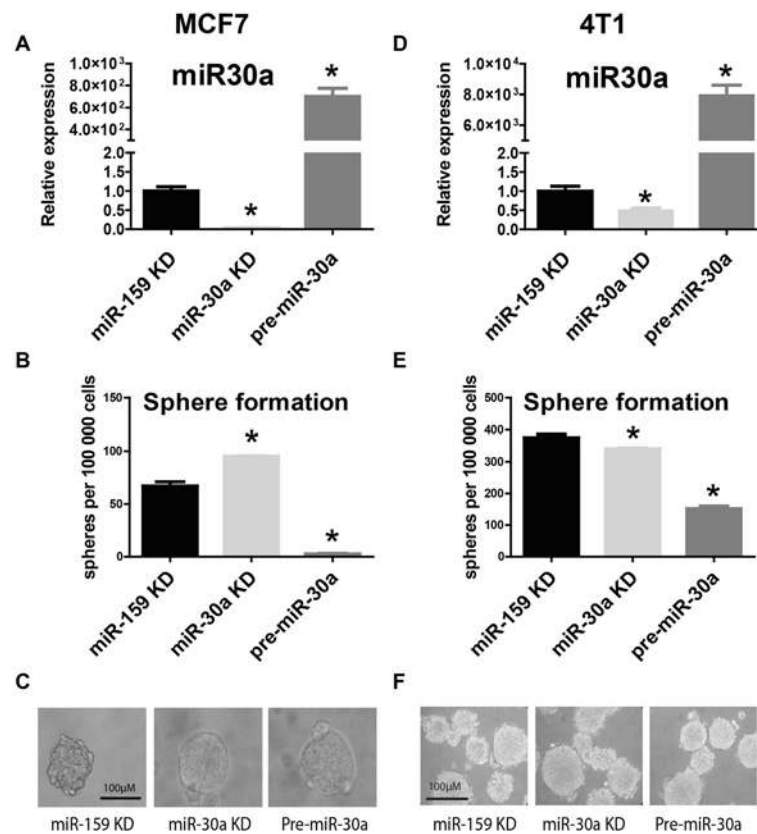 MCF7
A
miR30a
Relative expression
1.0×10³
8.0×10²
6.0×10²
4.0×10²
2.0
1.5
1.0
0.5
0.0
*
*
miR-159 KD
miR-30a KD
pre-miR-30a
B
Sphere formation
spheres per 100 000 cells
150
100
50
0
*
*
miR-159 KD
miR-30a KD
pre-miR-30a
C
100µM
miR-159 KD
miR-30a KD
Pre-miR-30a
4T1
D
miR30a
Relative expression
1.0×10⁴
8.0×10³
6.0×10³
2.0
1.5
1.0
0.5
0.0
*
*
miR-159 KD
miR-30a KD
pre-miR-30a
E
Sphere formation
spheres per 100 000 cells
500
400
300
200
100
0
*
*
miR-159 KD
miR-30a KD
pre-miR-30a
F
100µM
miR-159 KD
miR-30a KD
Pre-miR-30a